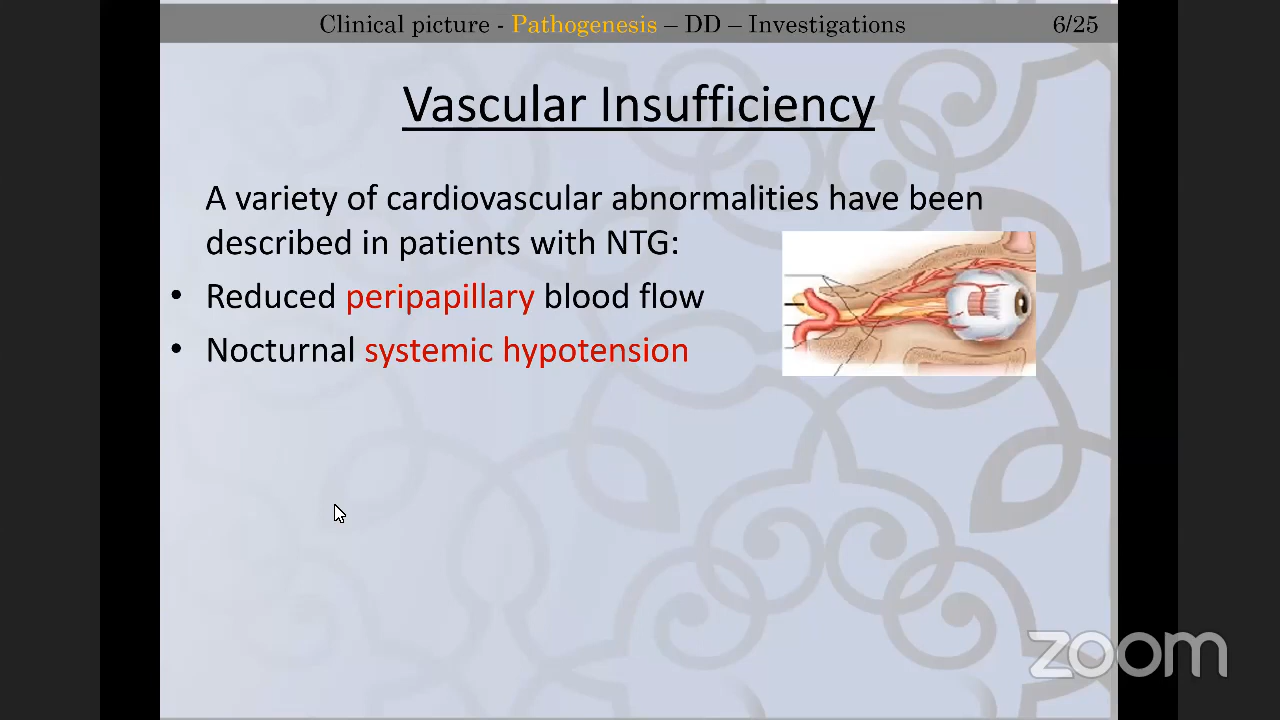 Clinical picture - Pathogenesis – DD – Investigations 6/25
Vascular Insufficiency
A variety of cardiovascular abnormalities have been
described in patients with NTG:
• Reduced peripapillary blood flow
• Nocturnal systemic hypotension
zoom